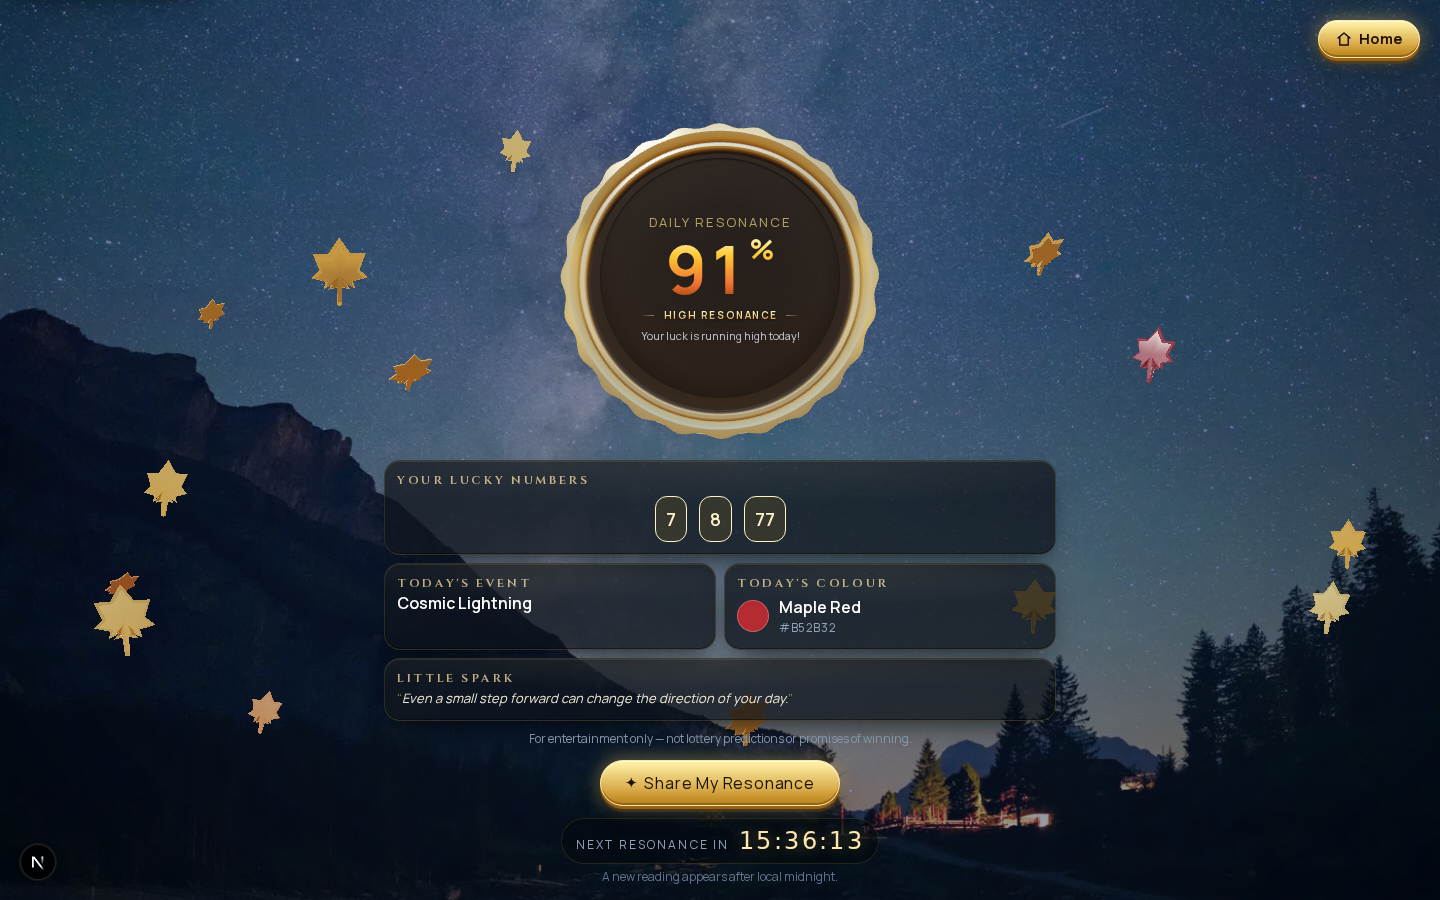 Home
DAILY RESONANCE
91%
HIGH RESONANCE
Your luck is running high today!
YOUR LUCKY NUMBERS
7 8 77
TODAY'S EVENT
Cosmic Lightning
TODAY'S COLOUR
Maple Red
#B52B32
LITTLE SPARK
"Even a small step forward can change the direction of your day."
For entertainment only — not lottery predictions or promises of winning.
✦ Share My Resonance
NEXT RESONANCE IN 15:36:13
A new reading appears after local midnight.
N